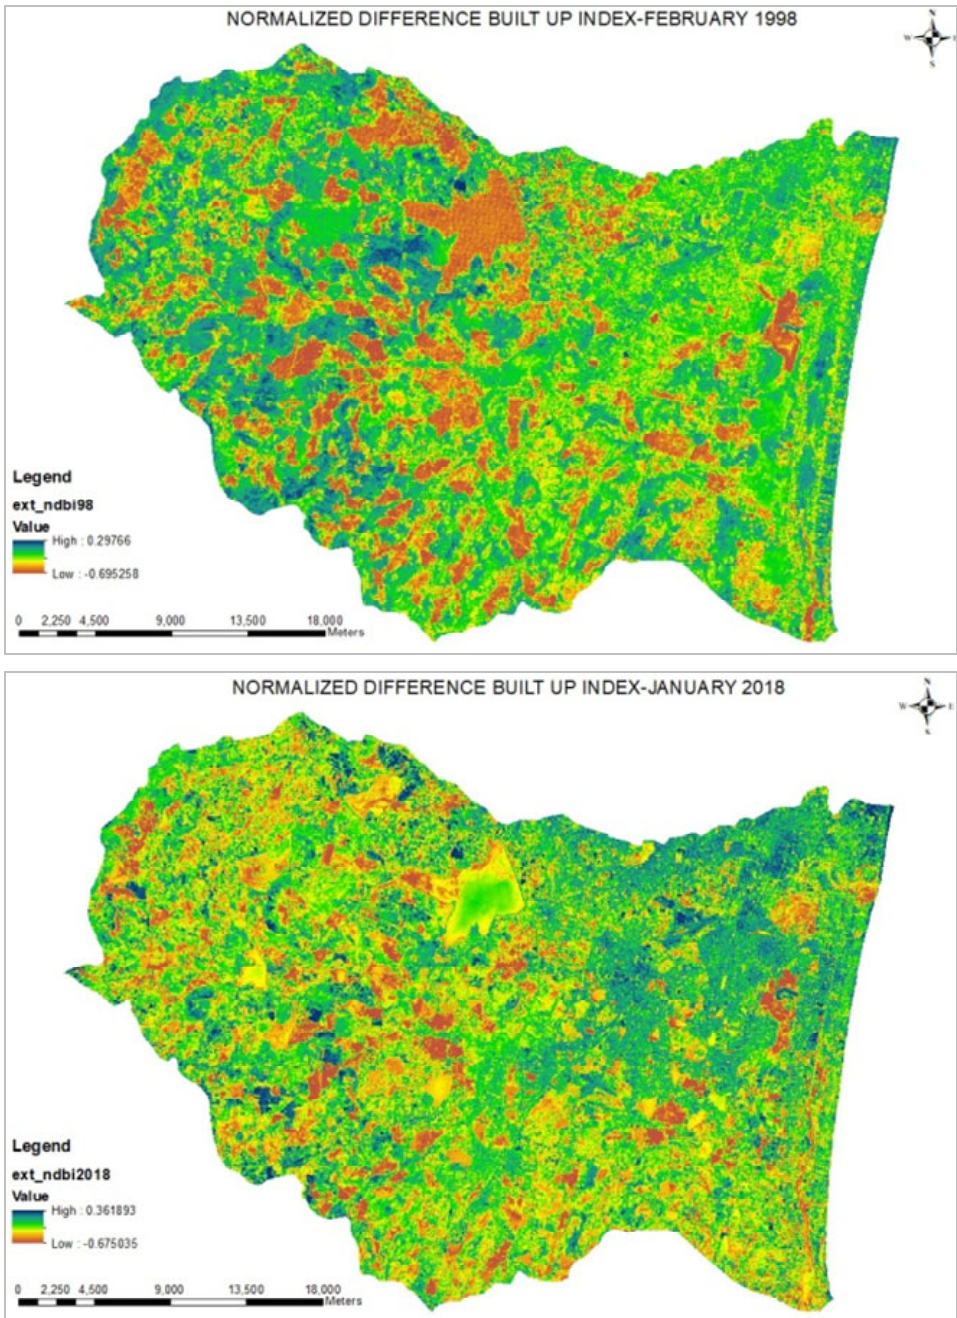 NORMALIZED DIFFERENCE BUILT UP INDEX-FEBRUARY 1998
N
W
S
Legend
ext_ndbi98
Value
High : 0.29766
Low : -0.695258
0 2,250 4,500 9,000 13,500 18,000
Meters
NORMALIZED DIFFERENCE BUILT UP INDEX-JANUARY 2018
N
W E
S
Legend
ext_ndbi2018
Value
High : 0.361893
Low : -0.675035
0 2,250 4,500 9,000 13,500 18,000
Meters